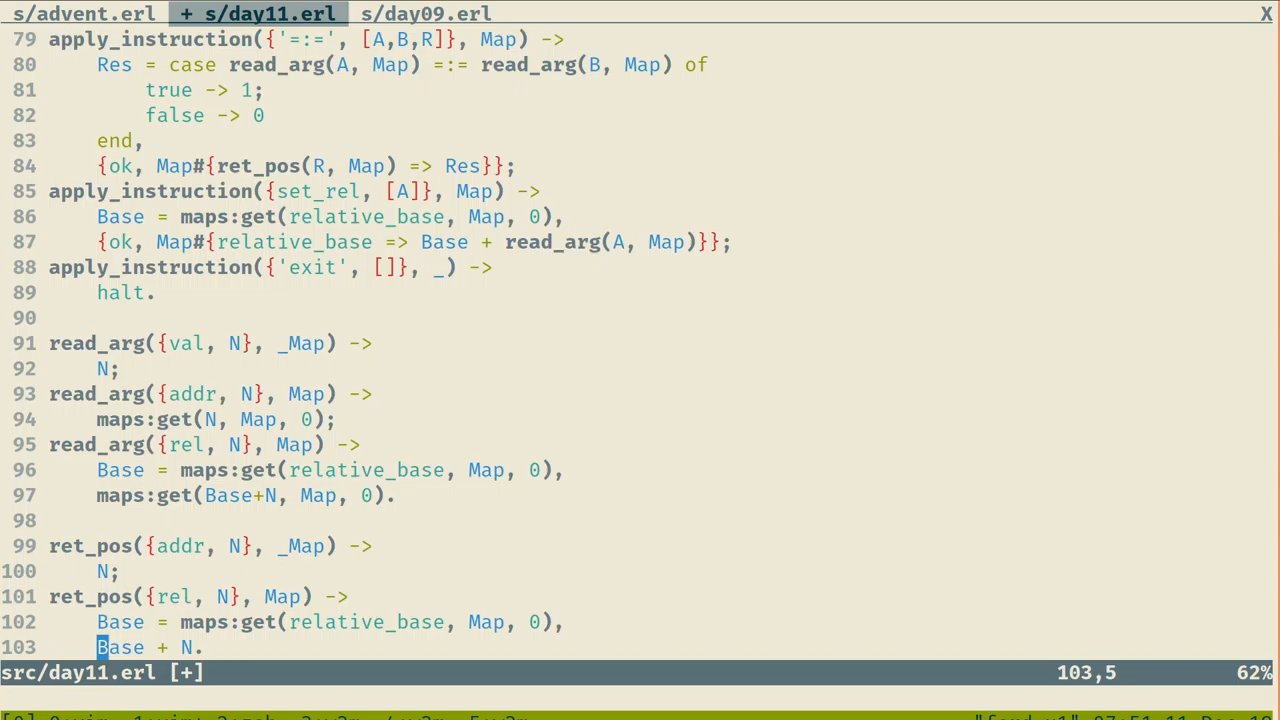 s/advent.erl + s/day11.erl s/day09.erl X
79 apply_instruction({'=:=', [A,B,R]}, Map) ->
80     Res = case read_arg(A, Map) =:= read_arg(B, Map) of
81         true -> 1;
82         false -> 0
83     end,
84     {ok, Map#{ret_pos(R, Map) => Res}};
85 apply_instruction({set_rel, [A]}, Map) ->
86     Base = maps:get(relative_base, Map, 0),
87     {ok, Map#{relative_base => Base + read_arg(A, Map)}};
88 apply_instruction({'exit', []}, _) ->
89     halt.
90
91 read_arg({val, N}, _Map) ->
92     N;
93 read_arg({addr, N}, Map) ->
94     maps:get(N, Map, 0);
95 read_arg({rel, N}, Map) ->
96     Base = maps:get(relative_base, Map, 0),
97     maps:get(Base+N, Map, 0).
98
99 ret_pos({addr, N}, _Map) ->
100     N;
101 ret_pos({rel, N}, Map) ->
102     Base = maps:get(relative_base, Map, 0),
103     Base + N.
src/day11.erl [+] 103,5 62%